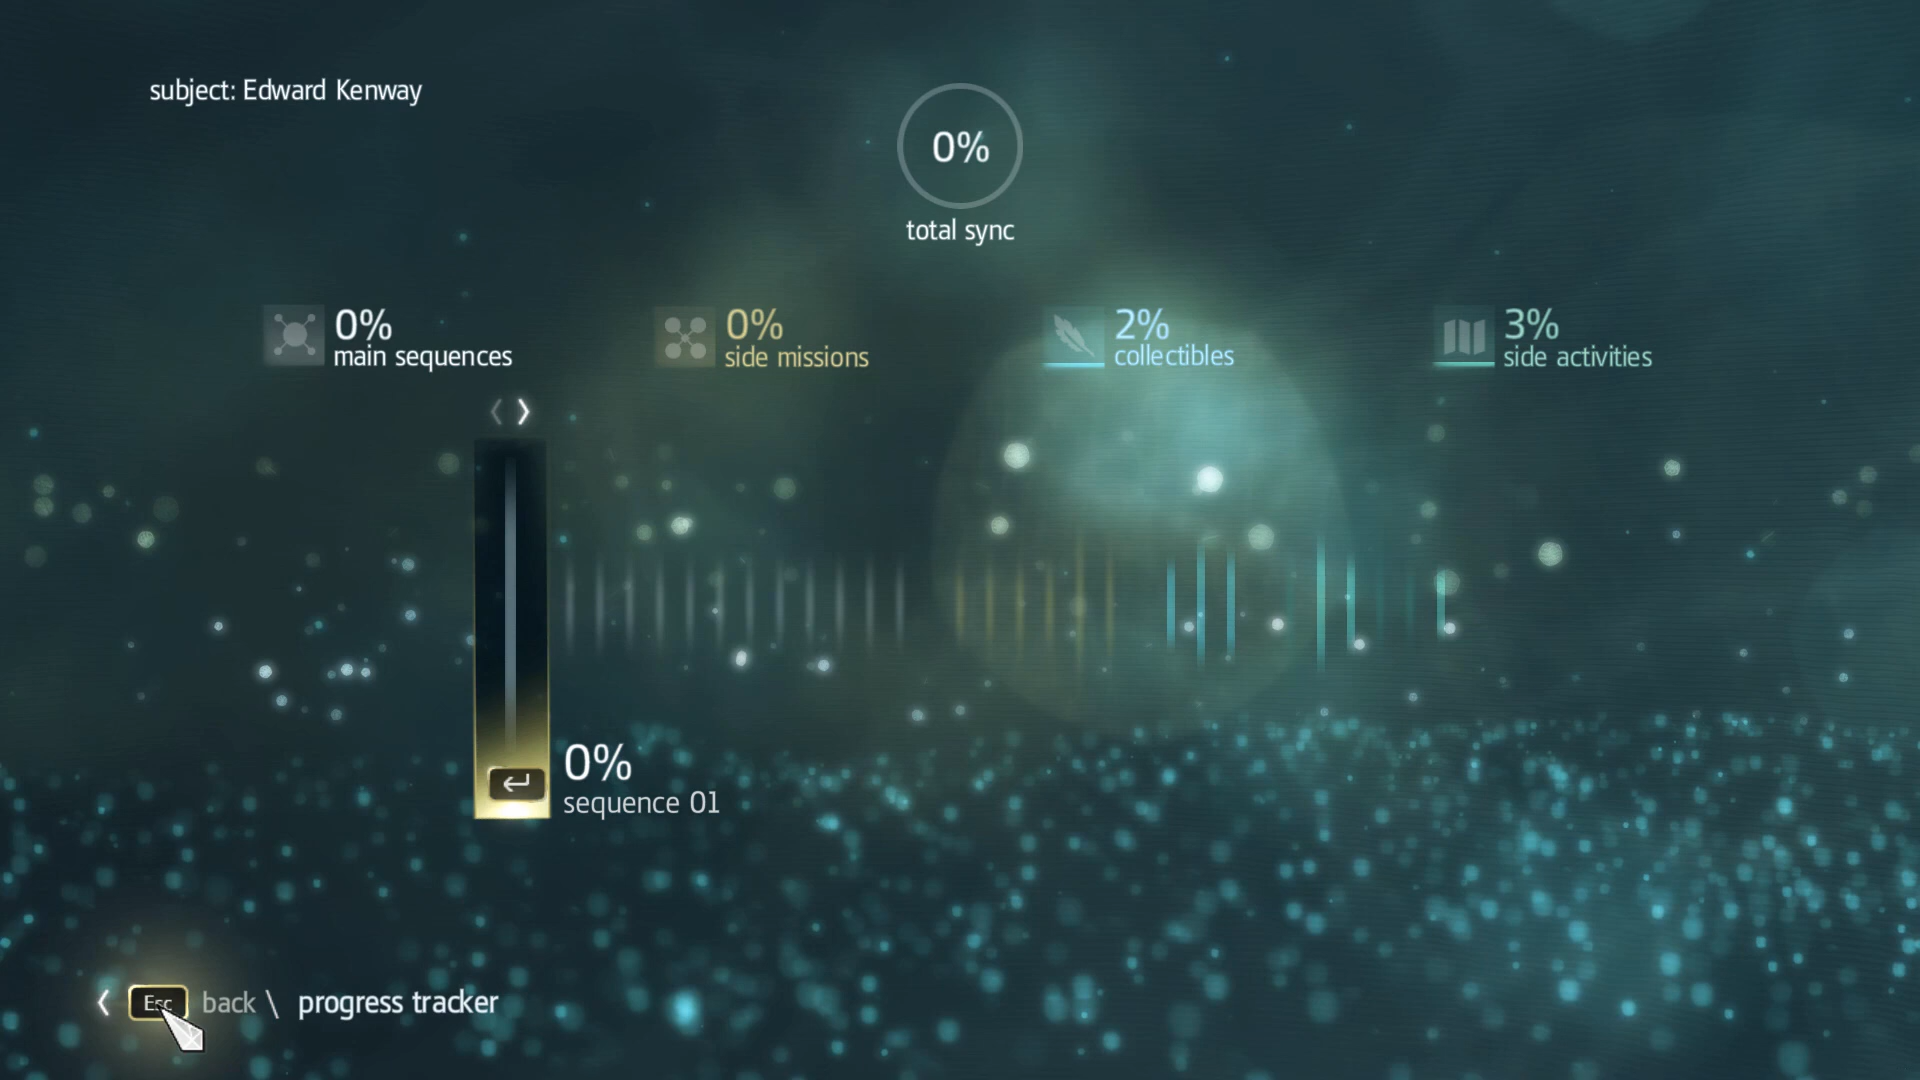 subject: Edward Kenway
0%
total sync
0%
main sequences
0%
side missions
2%
collectibles
3%
side activities
0%
sequence 01
Esc back \ progress tracker